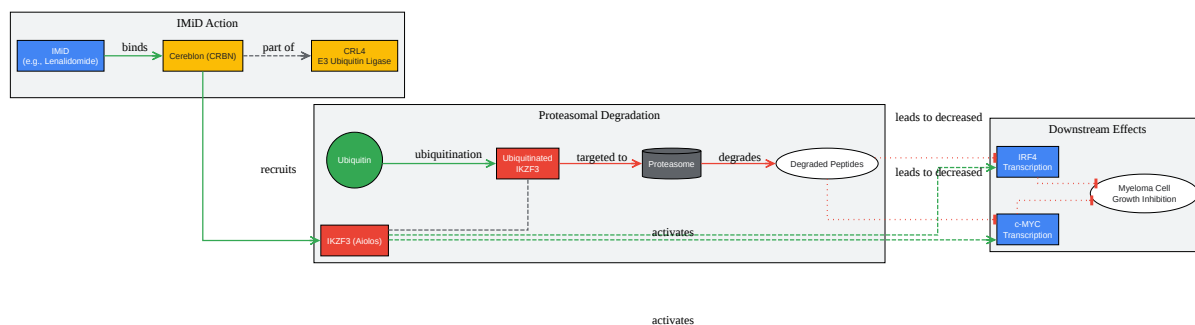 IMiD Action
IMiD
(e.g., Lenalidomide)
binds
Cereblon (CRBN)
part of
CRL4
E3 Ubiquitin Ligase
recruits
Proteasomal Degradation
Ubiquitin
ubiquitination
Ubiquitinated
IKZF3
targeted to
Proteasome
degrades
Degraded Peptides
IKZF3 (Aiolos)
activates
activates
leads to decreased
leads to decreased
Downstream Effects
IRF4
Transcription
Myeloma Cell
Growth Inhibition
c-MYC
Transcription